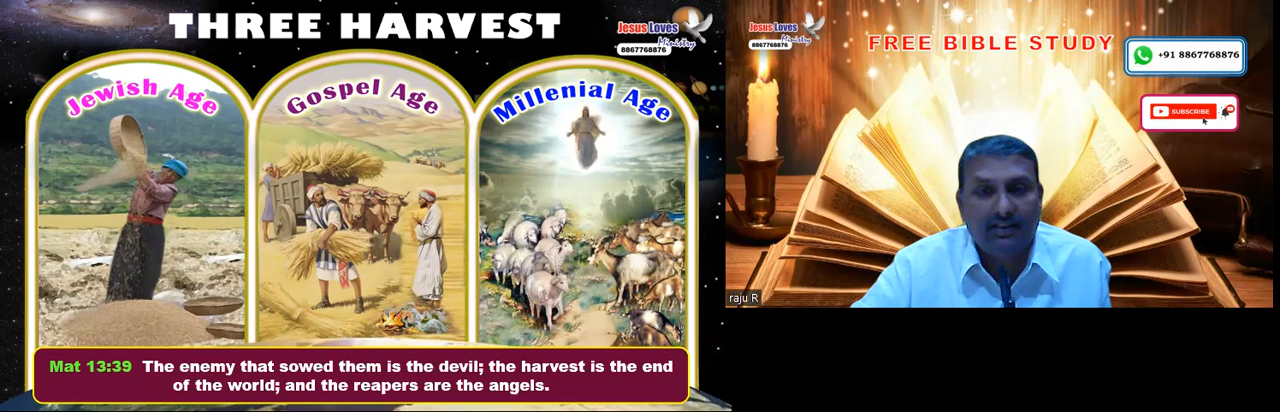 THREE HARVEST
Jesus Loves
Ministry
8867768876
Jewish Age
Gospel Age
Millenial Age
Mat 13:39 The enemy that sowed them is the devil; the harvest is the end
of the world; and the reapers are the angels.
Jesus Loves
Ministry
8867768876
FREE BIBLE STUDY
+91 8867768876
SUBSCRIBE
raju R